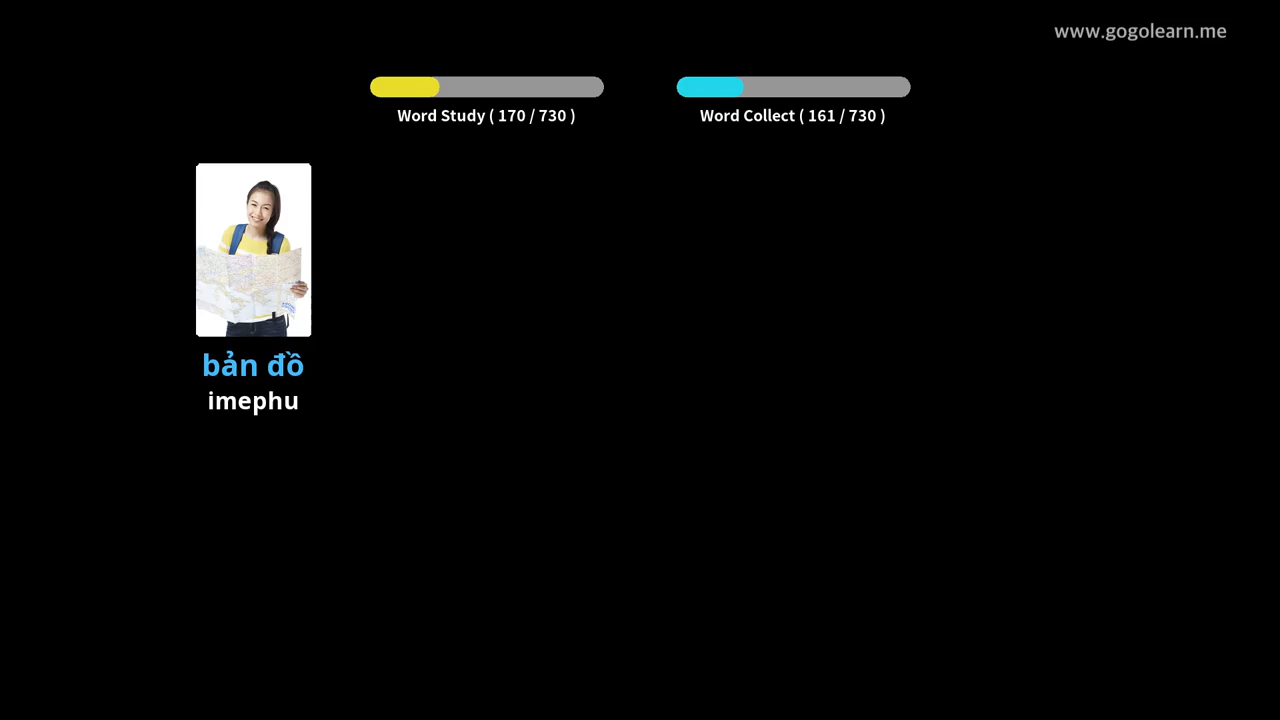 www.gogolearn.me
Word Study ( 170 / 730 )
Word Collect ( 161 / 730 )
bản đồ
imephu